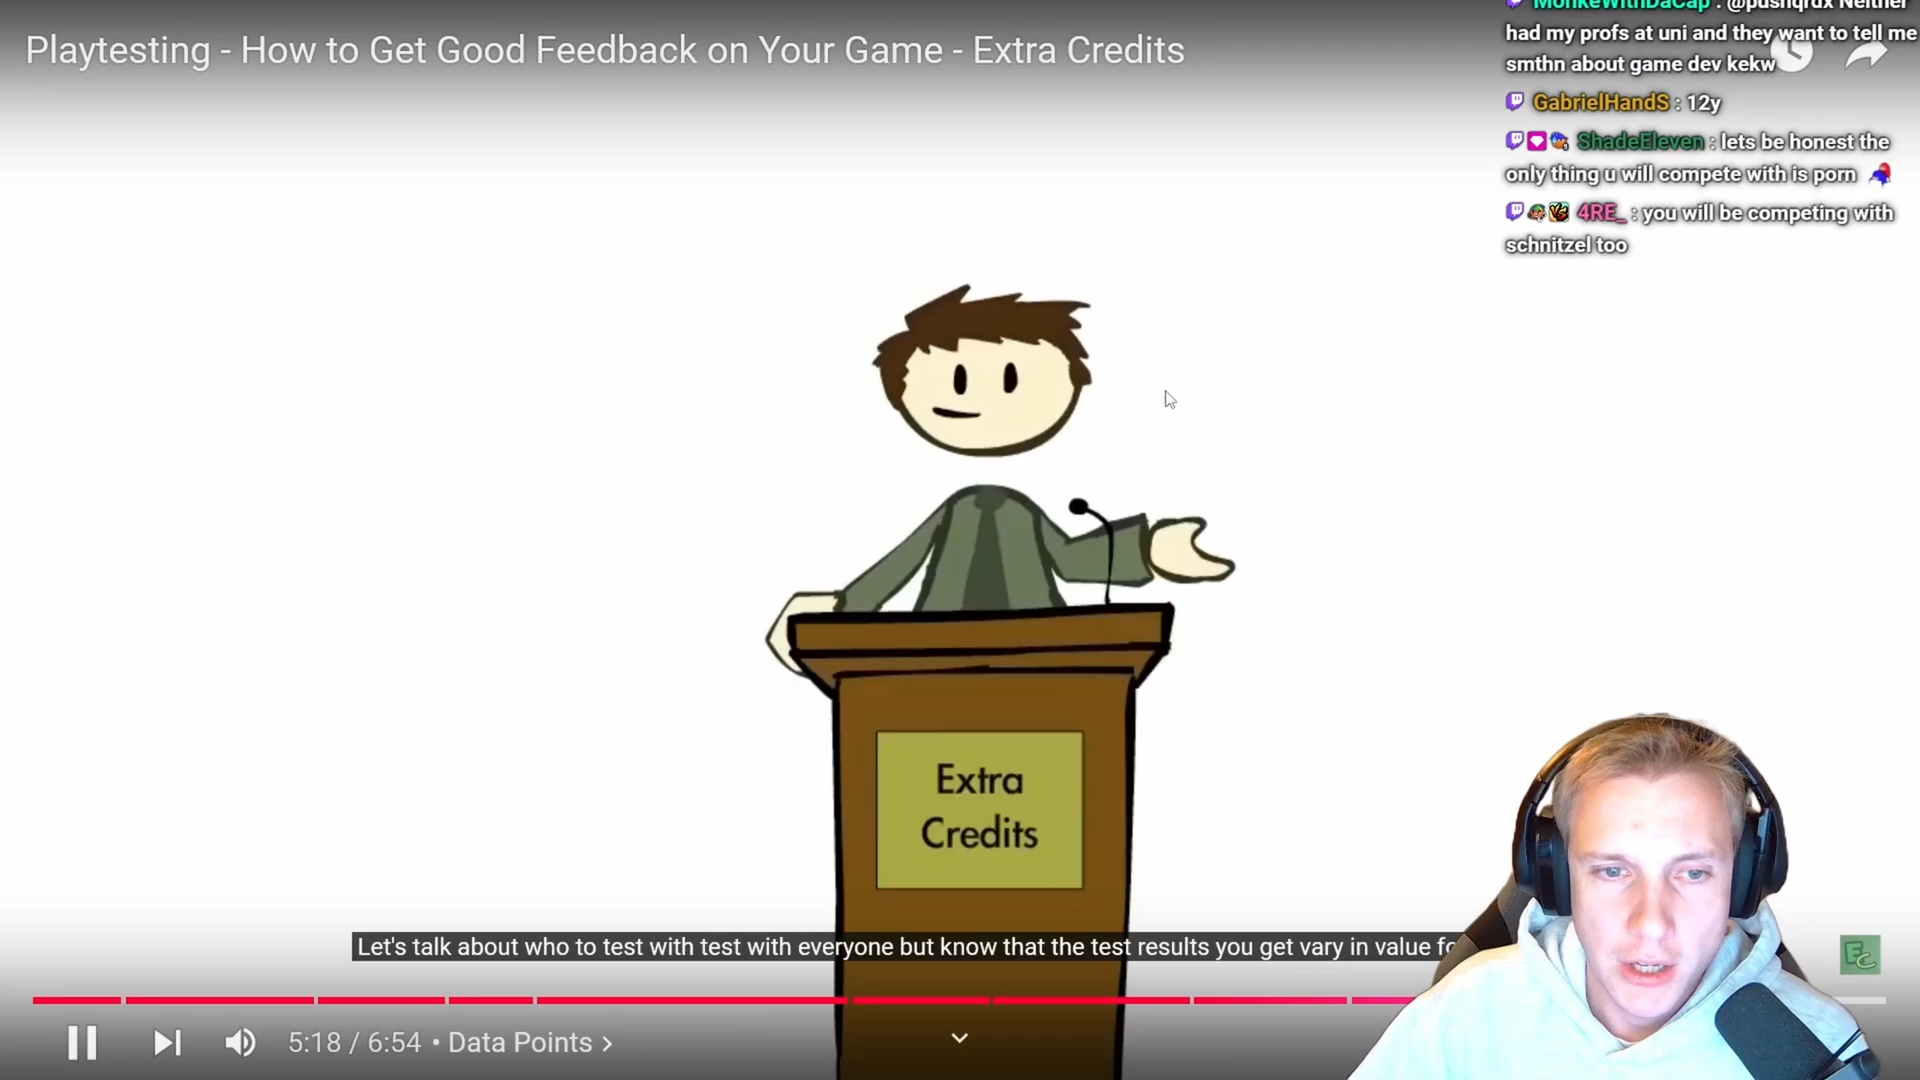 Playtesting - How to Get Good Feedback on Your Game - Extra Credits
MonkeWithDaCap : @pushqrdx Neither
had my profs at uni and they want to tell me
smthn about game dev kekw
GabrielHandS : 12y
ShadeEleven : lets be honest the
only thing u will compete with is porn
4RE_ : you will be competing with
schnitzel too
Extra
Credits
Let's talk about who to test with test with everyone but know that the test results you get vary in value
EC
5:18 / 6:54 • Data Points >